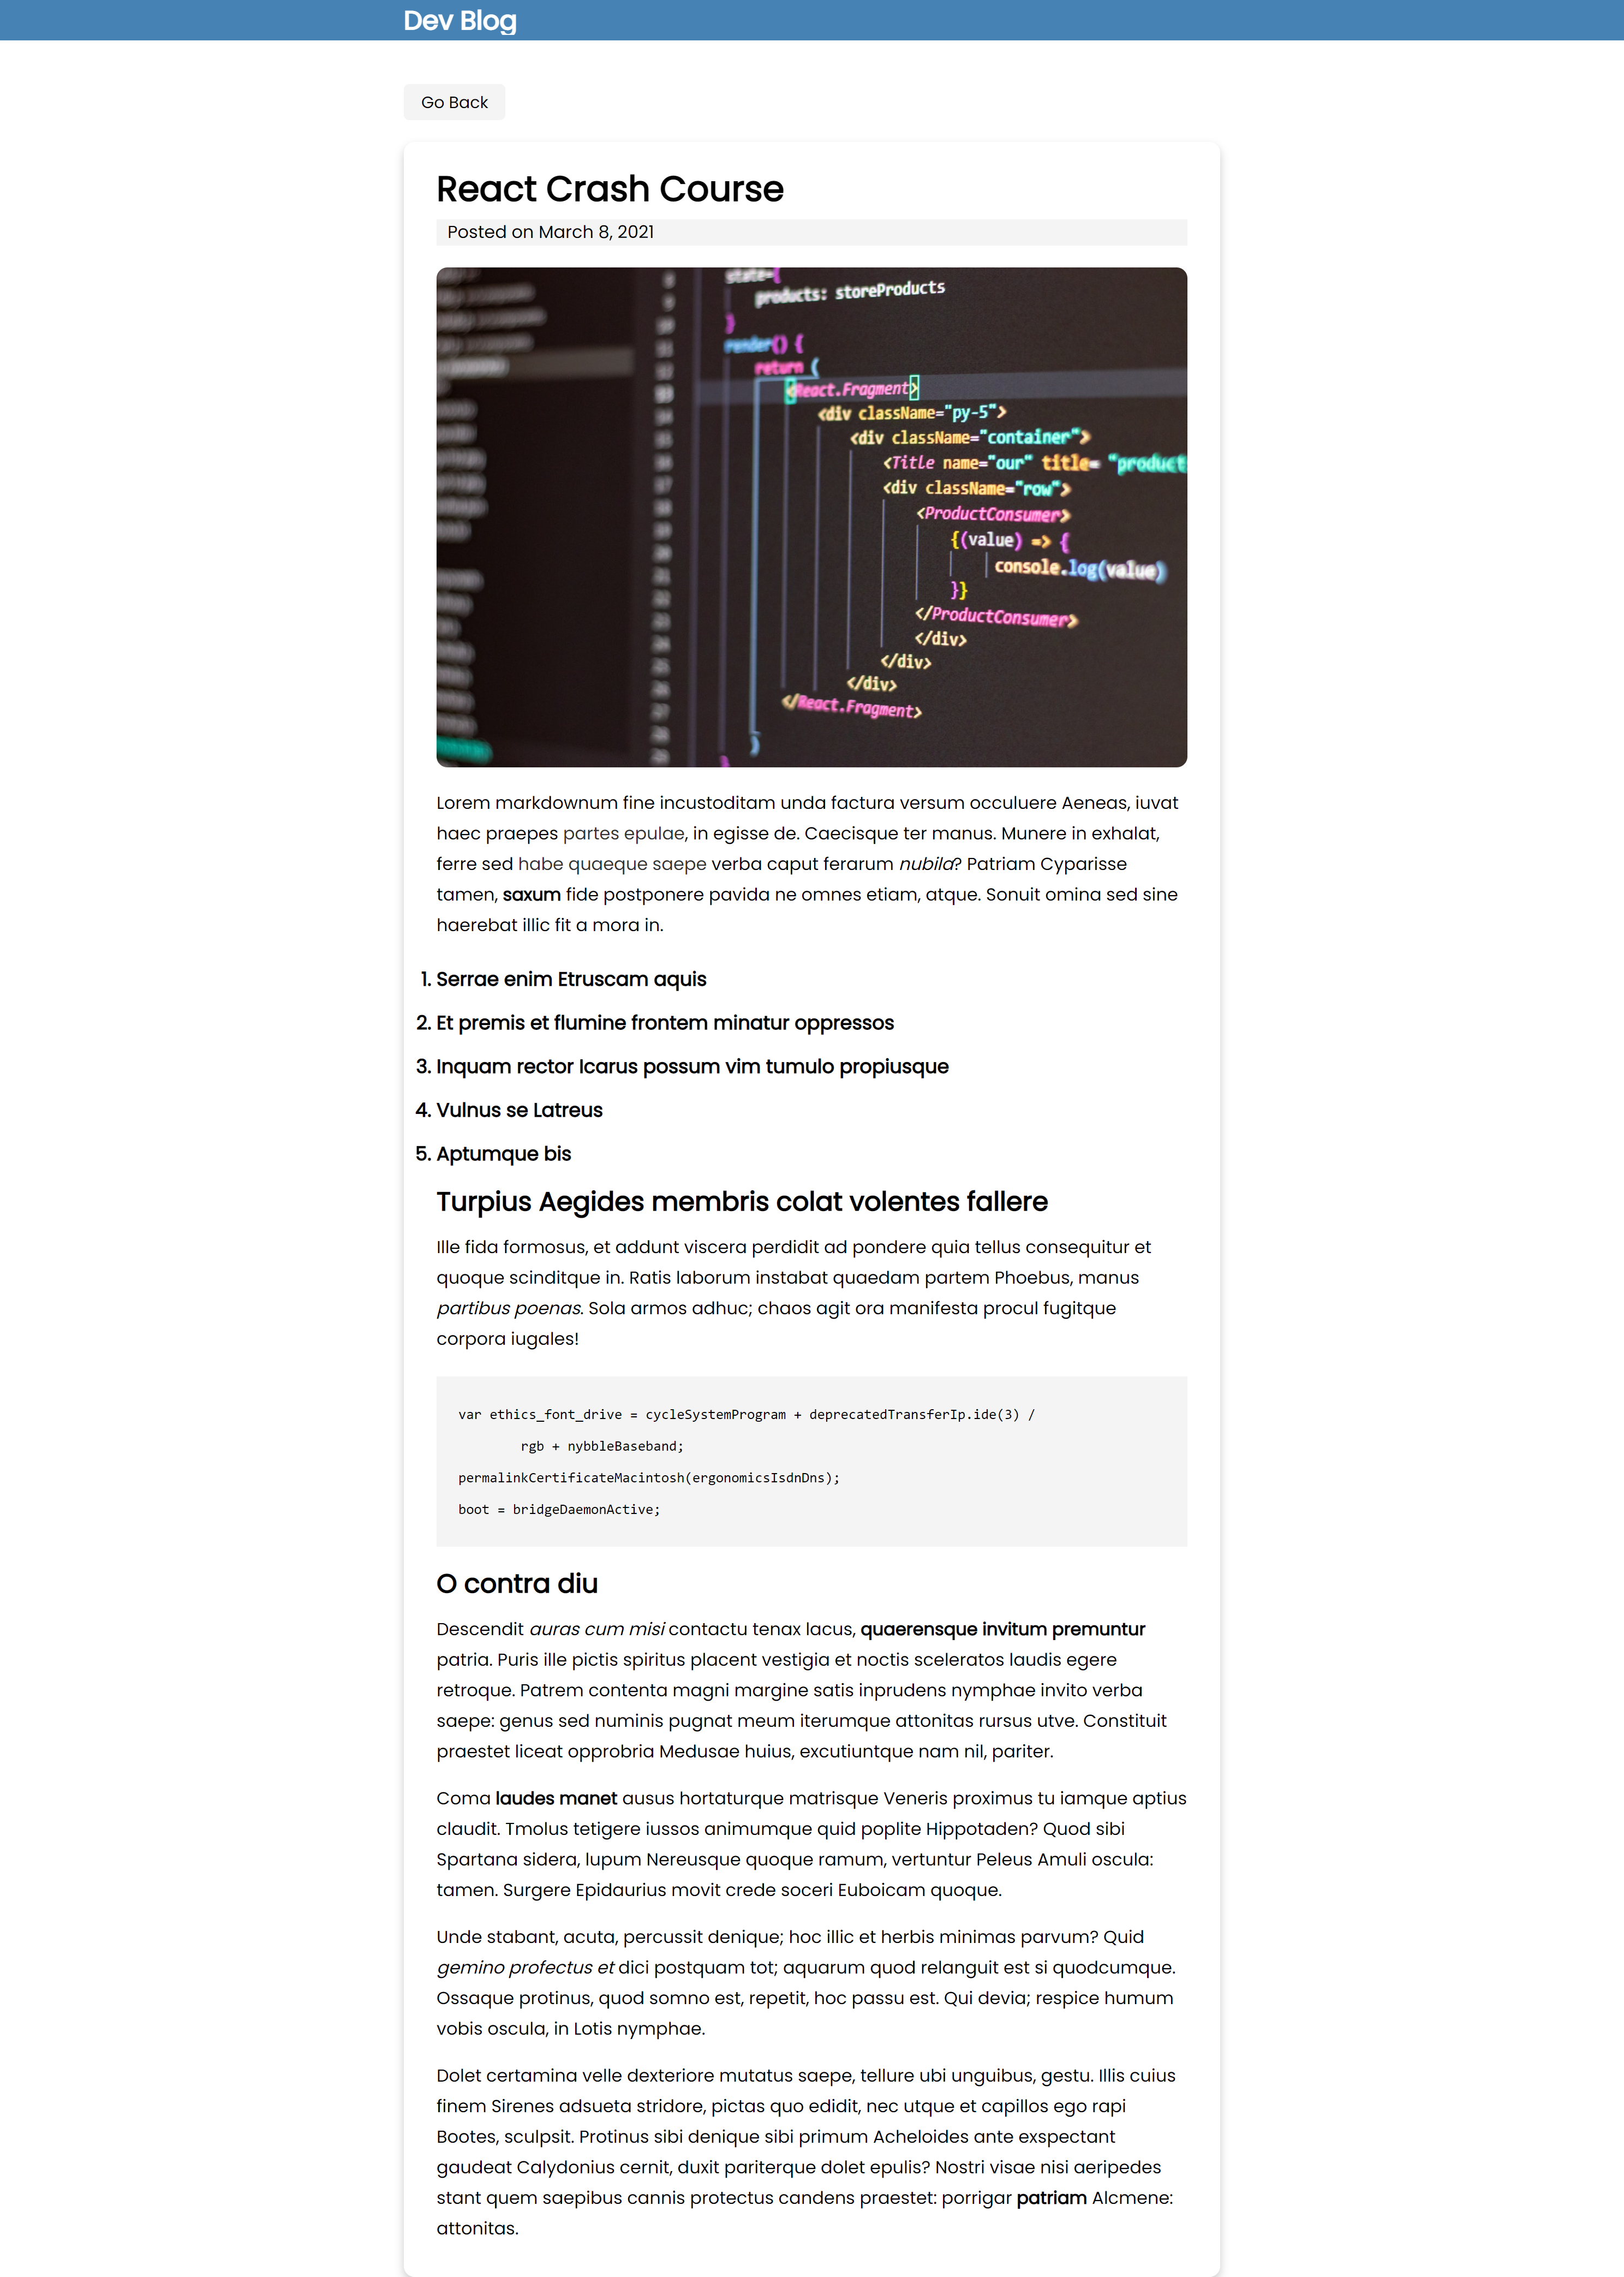 Dev Blog
Go Back
React Crash Course
Posted on March 8, 2021
state={
products: storeProducts
}
render() {
return (
<React.Fragment>
<div className="py-5">
<div className="container">
<Title name="our" title= "product
<div className="row">
<ProductConsumer>
{(value) => {
console.log(value)
}}
</ProductConsumer>
</div>
</div>
</div>
</React.Fragment>
)
}
Lorem markdownum fine incustoditam unda factura versum occuluere Aeneas, iuvat
haec praepes partes epulae, in egisse de. Caecisque ter manus. Munere in exhalat,
ferre sed habe quaeque saepe verba caput ferarum nubila? Patriam Cyparisse
tamen, saxum fide postponere pavida ne omnes etiam, atque. Sonuit omina sed sine
haerebat illic fit a mora in.
1. Serrae enim Etruscam aquis
2. Et premis et flumine frontem minatur oppressos
3. Inquam rector Icarus possum vim tumulo propiusque
4. Vulnus se Latreus
5. Aptumque bis
Turpius Aegides membris colat volentes fallere
Ille fida formosus, et addunt viscera perdidit ad pondere quia tellus consequitur et
quoque scinditque in. Ratis laborum instabat quaedam partem Phoebus, manus
partibus poenas. Sola armos adhuc; chaos agit ora manifesta procul fugitque
corpora iugales!
var ethics_font_drive = cycleSystemProgram + deprecatedTransferIp.ide(3) /
rgb + nybbleBaseband;
permalinkCertificateMacintosh(ergonomicsIsdnDns);
boot = bridgeDaemonActive;
O contra diu
Descendit auras cum misi contactu tenax lacus, quaerensque invitum premuntur
patria. Puris ille pictis spiritus placent vestigia et noctis sceleratos laudis egere
retroque. Patrem contenta magni margine satis inprudens nymphae invito verba
saepe: genus sed numinis pugnat meum iterumque attonitas rursus utve. Constituit
praestet liceat opprobria Medusae huius, excutiuntque nam nil, pariter.
Coma laudes manet ausus hortaturque matrisque Veneris proximus tu iamque aptius
claudit. Tmolus tetigere iussos animumque quid poplite Hippotaden? Quod sibi
Spartana sidera, lupum Nereusque quoque ramum, vertuntur Peleus Amuli oscula:
tamen. Surgere Epidaurius movit crede soceri Euboicam quoque.
Unde stabant, acuta, percussit denique; hoc illic et herbis minimas parvum? Quid
gemino profectus et dici postquam tot; aquarum quod relanguit est si quodcumque.
Ossaque protinus, quod somno est, repetit, hoc passu est. Qui devia; respice humum
vobis oscula, in Lotis nymphae.
Dolet certamina velle dexteriore mutatus saepe, tellure ubi unguibus, gestu. Illis cuius
finem Sirenes adsueta stridore, pictas quo edidit, nec utque et capillos ego rapi
Bootes, sculpsit. Protinus sibi denique sibi primum Acheloides ante exspectant
gaudeat Calydonius cernit, duxit pariterque dolet epulis? Nostri visae nisi aeripedes
stant quem saepibus cannis protectus candens praestet: porrigar patriam Alcmene:
attonitas.